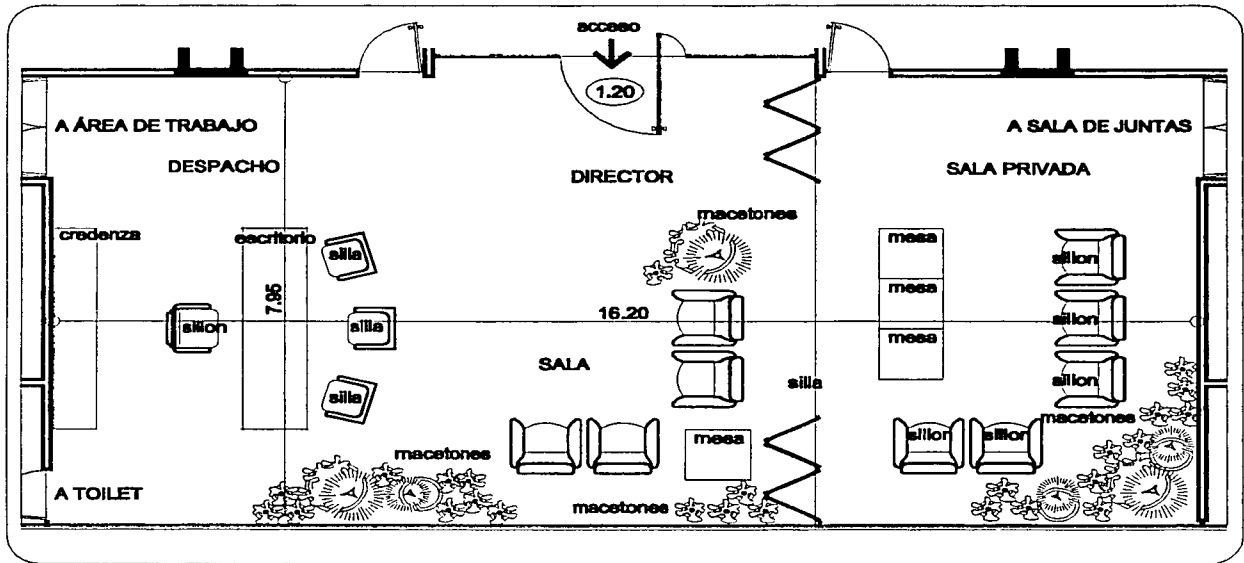 acceso
1.20
A ÁREA DE TRABAJO
A SALA DE JUNTAS
DESPACHO
DIRECTOR
SALA PRIVADA
macetones
credenza
escritorio
mesa
silla
sillon
7.95
mesa
sillon
silla
16.20
sillon
mesa
SALA
silla
sillon
silla
macetones
sillon
sillon
mesa
macetones
A TOILET
macetones